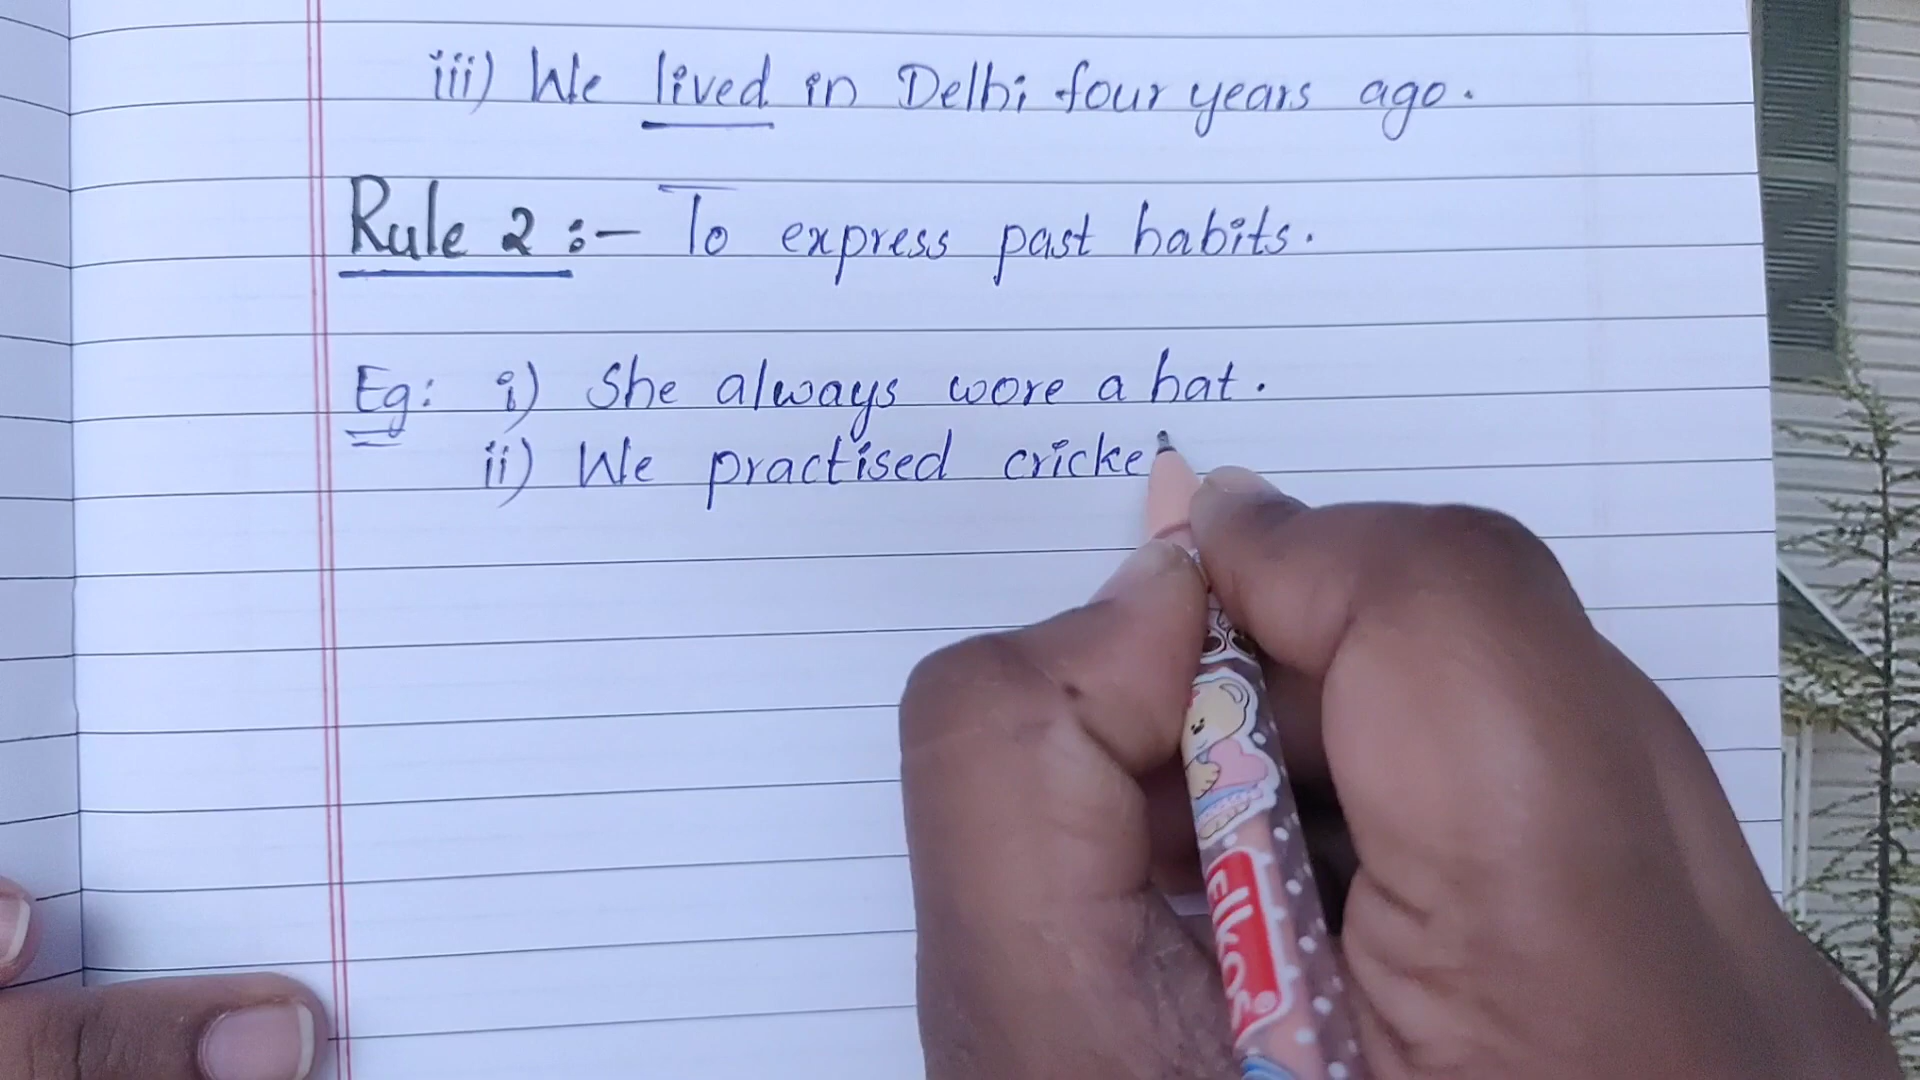 iii) We lived in Delhi four years ago.
Rule 2 :- To express past habits.
Eg: i) She always wore a hat.
ii) We practised cricke
elkos